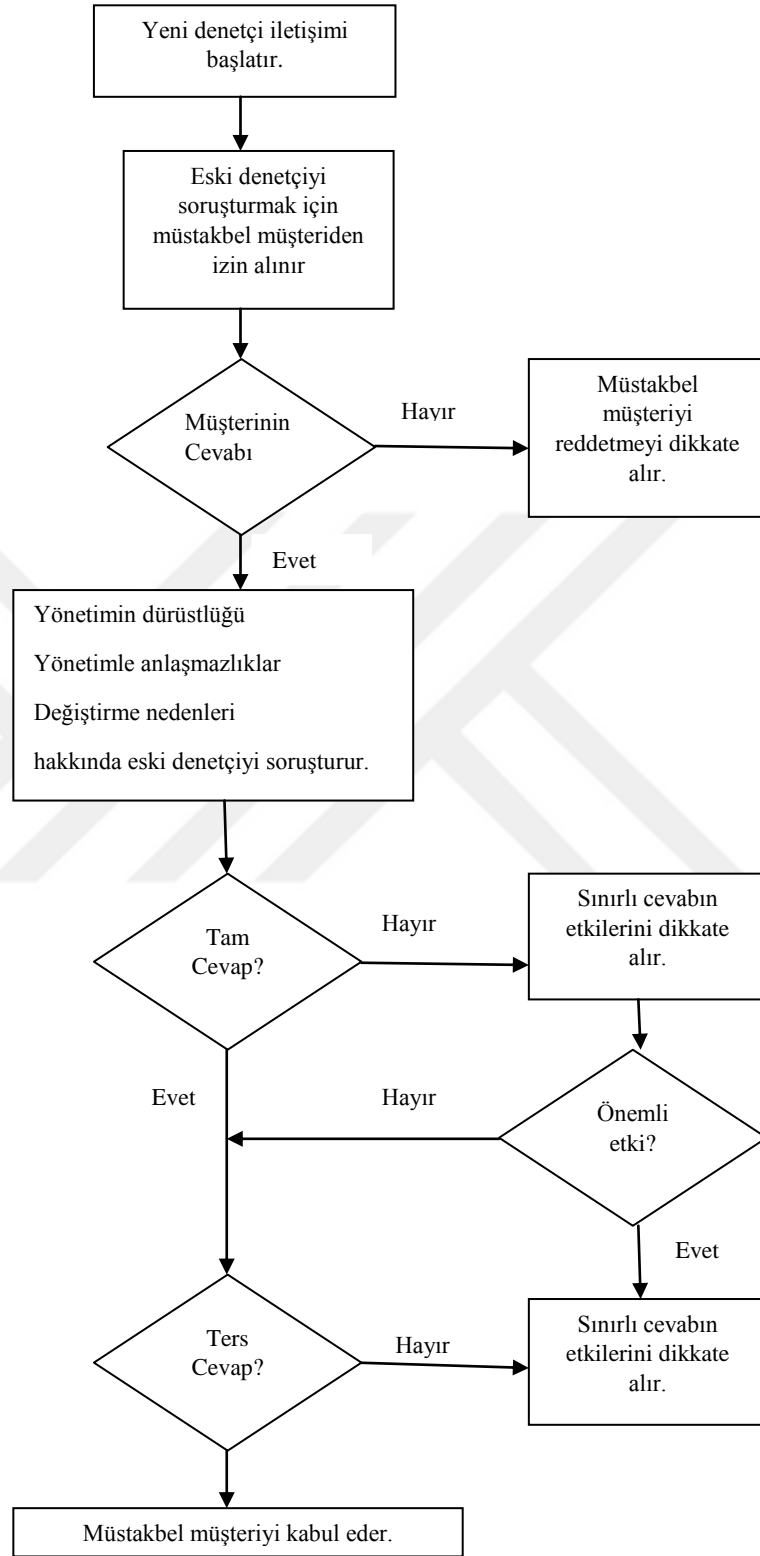 Yeni denetçi iletişimi
başlatır.
Eski denetçiyi
soruşturmak için
müstakbel müşteriden
izin alınır
Müşterinin
Cevabı
Hayır
Müstakbel
müşteriyi
reddetmeyi dikkate
alır.
Evet
Yönetimin dürüstlüğü
Yönetimle anlaşmazlıklar
Değiştirme nedenleri
hakkında eski denetçiyi soruşturur.
Tam
Cevap?
Hayır
Sınırlı cevabın
etkilerini dikkate
alır.
Evet
Hayır
Önemli
etki?
Evet
Ters
Cevap?
Hayır
Sınırlı cevabın
etkilerini dikkate
alır.
Müstakbel müşteriyi kabul eder.